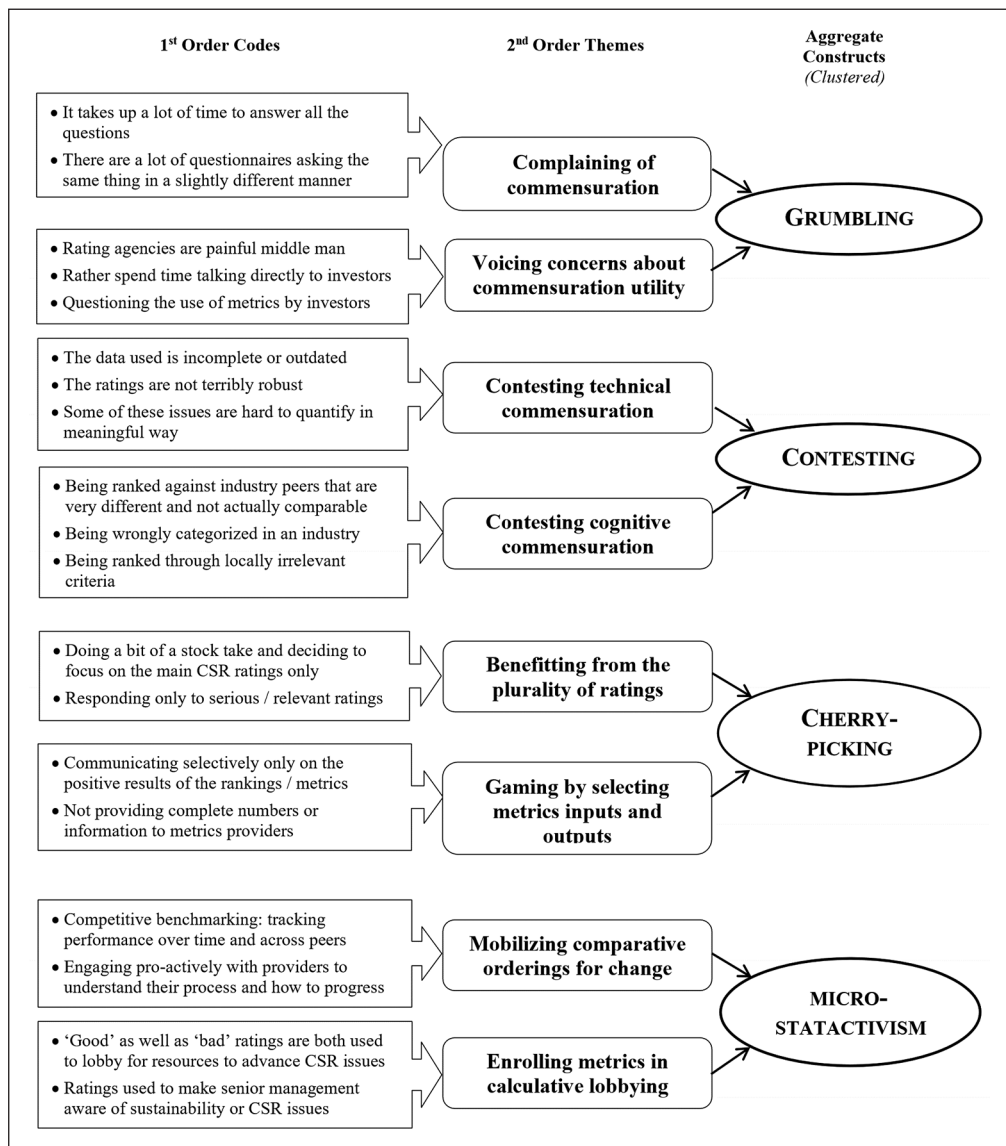 1st Order Codes
2nd Order Themes
Aggregate
Constructs
(Clustered)
• It takes up a lot of time to answer all the
questions
• There are a lot of questionnaires asking the
same thing in a slightly different manner
Complaining of
commensuration
• Rating agencies are painful middle man
• Rather spend time talking directly to investors
• Questioning the use of metrics by investors
Voicing concerns about
commensuration utility
GRUMBLING
• The data used is incomplete or outdated
• The ratings are not terribly robust
• Some of these issues are hard to quantify in
meaningful way
Contesting technical
commensuration
• Being ranked against industry peers that are
very different and not actually comparable
• Being wrongly categorized in an industry
• Being ranked through locally irrelevant
criteria
Contesting cognitive
commensuration
CONTESTING
• Doing a bit of a stock take and deciding to
focus on the main CSR ratings only
• Responding only to serious / relevant ratings
Benefitting from the
plurality of ratings
• Communicating selectively only on the
positive results of the rankings / metrics
• Not providing complete numbers or
information to metrics providers
Gaming by selecting
metrics inputs and
outputs
CHERRY-
PICKING
• Competitive benchmarking: tracking
performance over time and across peers
• Engaging pro-actively with providers to
understand their process and how to progress
Mobilizing comparative
orderings for change
• ‘Good’ as well as ‘bad’ ratings are both used
to lobby for resources to advance CSR issues
• Ratings used to make senior management
aware of sustainability or CSR issues
Enrolling metrics in
calculative lobbying
MICRO-
STATACTIVISM